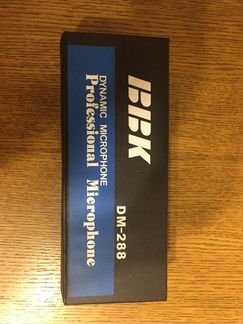 BBK
DM-288
DYNAMIC MICROPHONE
Professional Microphone